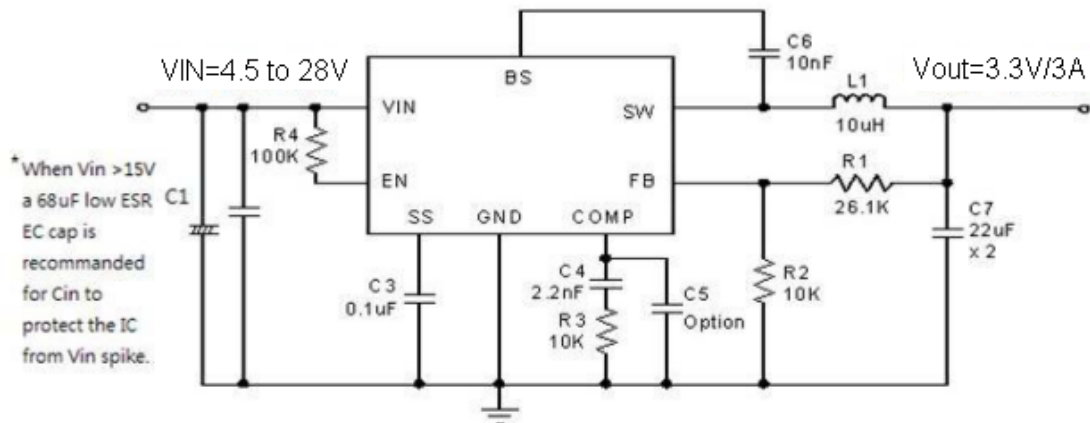 VIN=4.5 to 28V
BS
C6
10nF
Vout=3.3V/3A
VIN
SW
L1
10uH
R4
100K
EN
FB
R1
26.1K
*When Vin >15V
a 68uF low ESR
EC cap is
recommanded
for Cin to
protect the IC
from Vin spike.
C1
SS
GND
COMP
C7
22uF
x 2
C3
0.1uF
C4
2.2nF
R3
10K
C5
Option
R2
10K